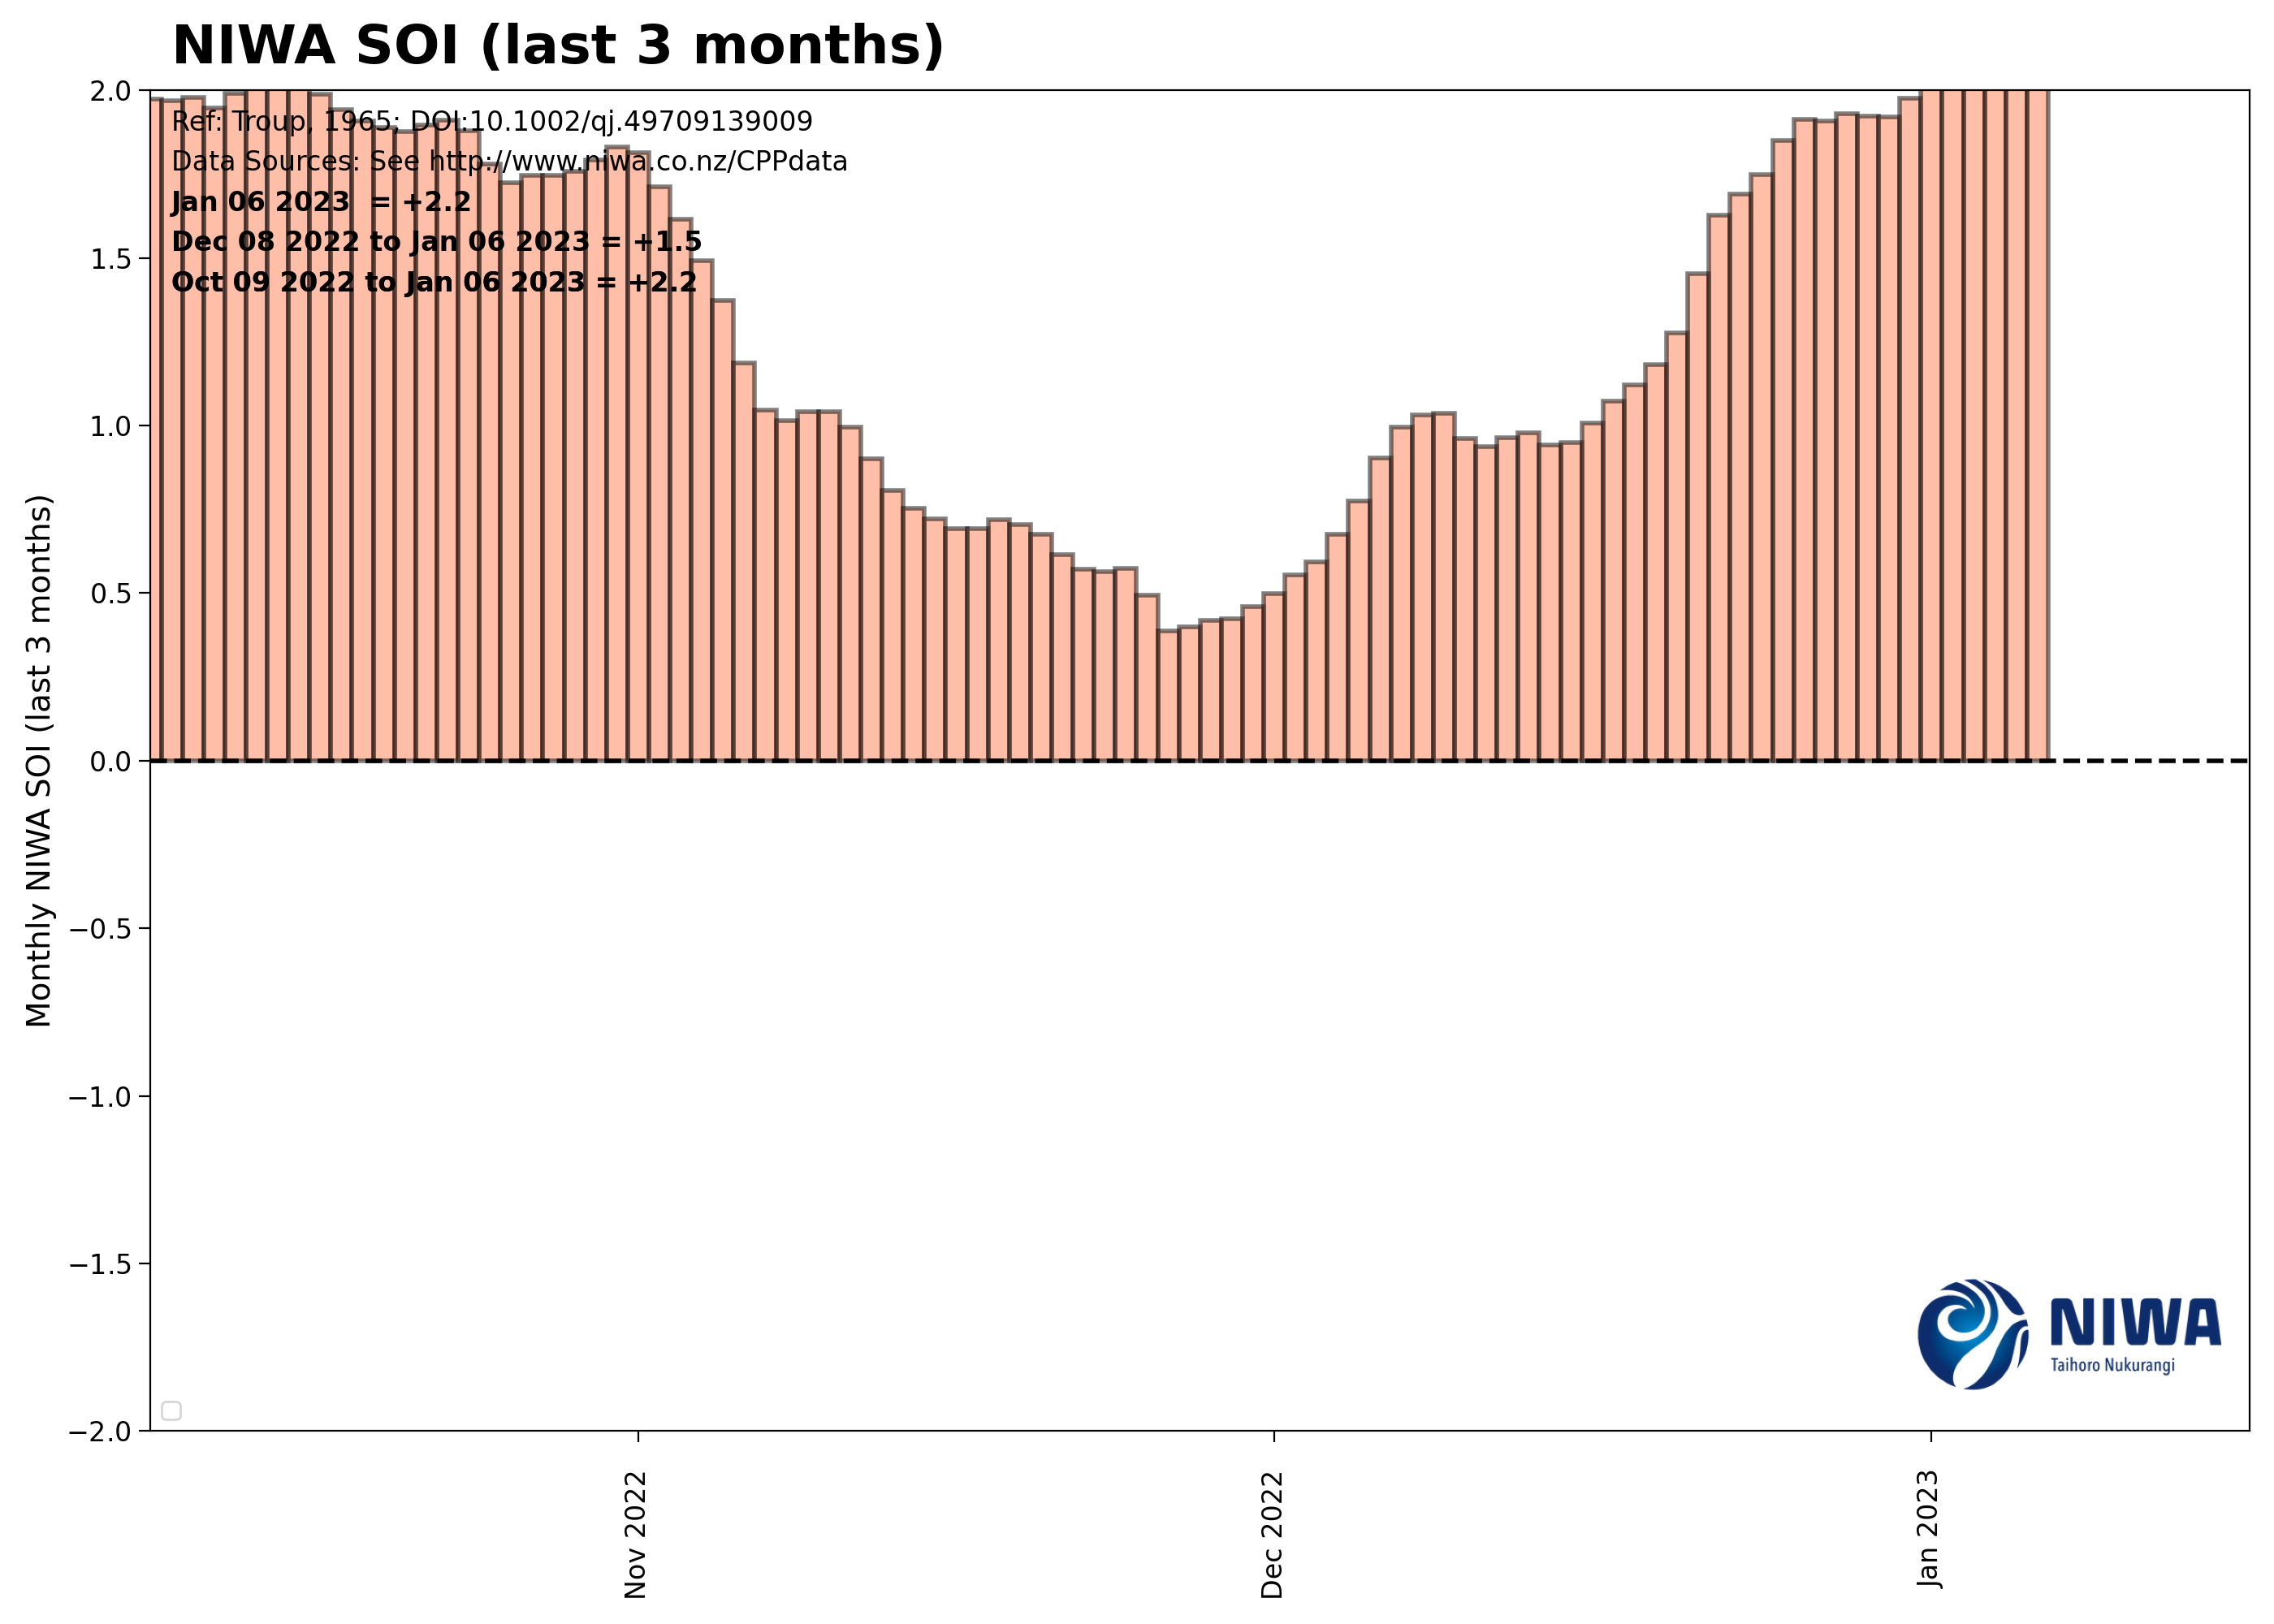 NIWA SOI (last 3 months)
Ref: Troup, 1965; DOI:10.1002/qj.49709139009
Data Sources: See http://www.niwa.co.nz/CPPdata
Jan 06 2023  = +2.2
Dec 08 2022 to Jan 06 2023 = +1.5
Oct 09 2022 to Jan 06 2023 = +2.2
Monthly NIWA SOI (last 3 months)
2.0
1.5
1.0
0.5
0.0
−0.5
−1.0
−1.5
−2.0
NIWA
Taihoro Nukurangi
Nov 2022
Dec 2022
Jan 2023